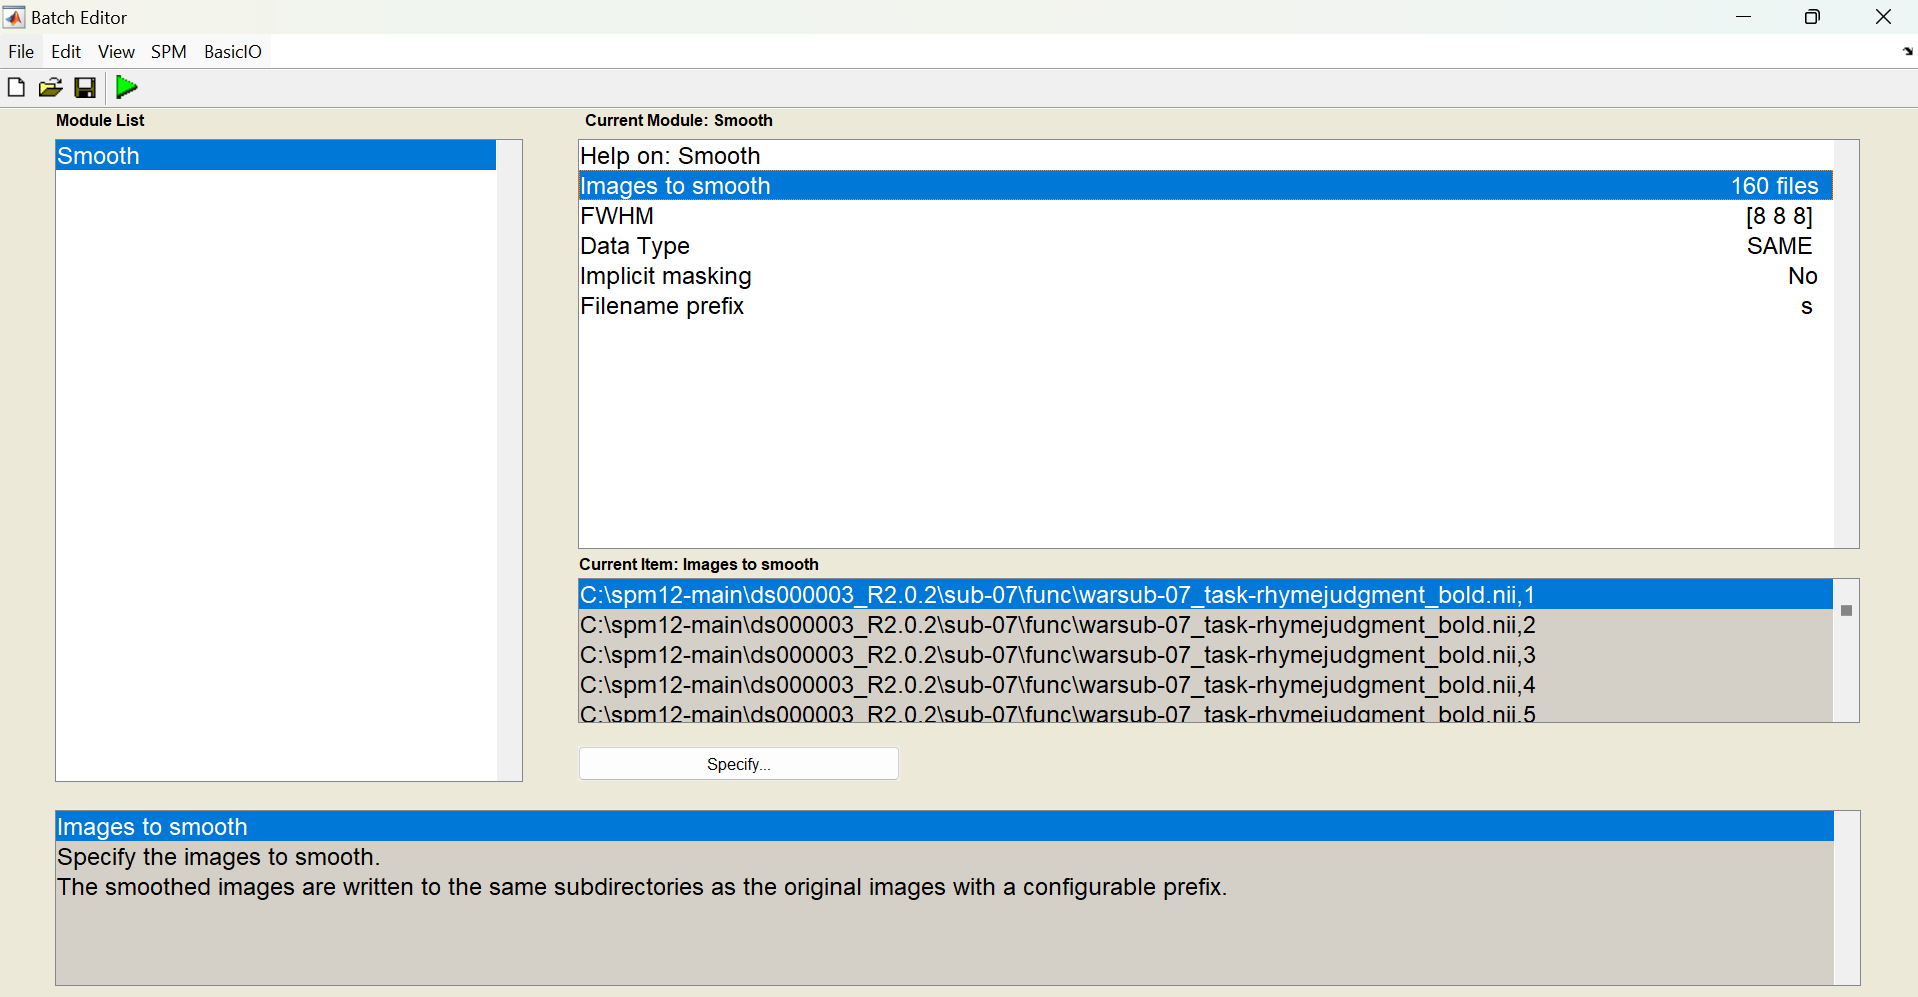 Batch Editor
File Edit View SPM BasicIO
Module List
Smooth
Current Module: Smooth
Help on: Smooth
Images to smooth 160 files
FWHM [8 8 8]
Data Type SAME
Implicit masking No
Filename prefix s
Current Item: Images to smooth
C:\spm12-main\ds000003_R2.0.2\sub-07\func\warsub-07_task-rhymejudgment_bold.nii,1
C:\spm12-main\ds000003_R2.0.2\sub-07\func\warsub-07_task-rhymejudgment_bold.nii,2
C:\spm12-main\ds000003_R2.0.2\sub-07\func\warsub-07_task-rhymejudgment_bold.nii,3
C:\spm12-main\ds000003_R2.0.2\sub-07\func\warsub-07_task-rhymejudgment_bold.nii,4
C:\spm12-main\ds000003_R2.0.2\sub-07\func\warsub-07_task-rhymejudgment_bold.nii,5
Specify...
Images to smooth
Specify the images to smooth.
The smoothed images are written to the same subdirectories as the original images with a configurable prefix.